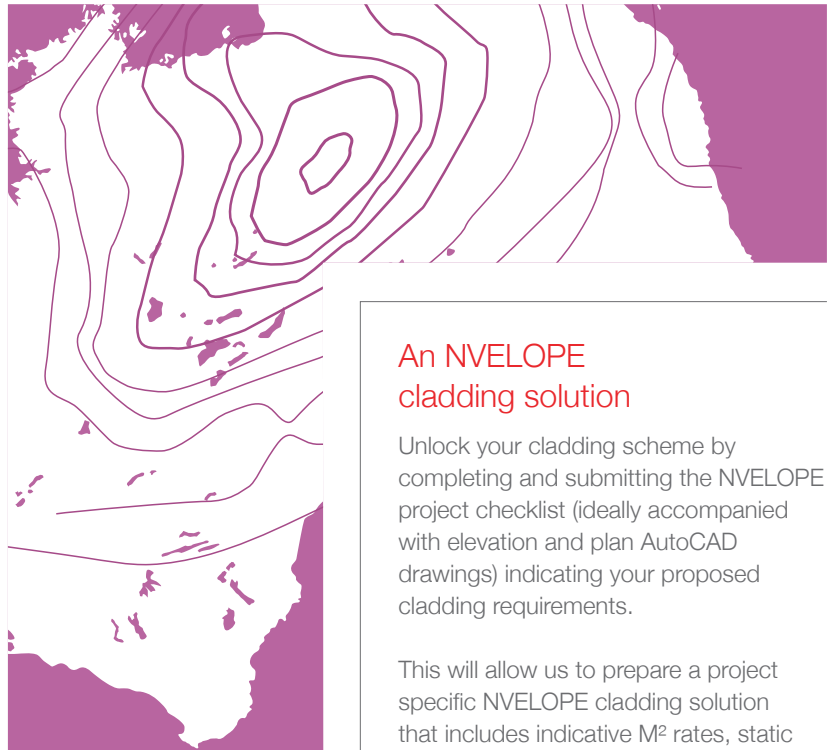 An NVELOPE
cladding solution
Unlock your cladding scheme by
completing and submitting the NVELOPE
project checklist (ideally accompanied
with elevation and plan AutoCAD
drawings) indicating your proposed
cladding requirements.
This will allow us to prepare a project
specific NVELOPE cladding solution
that includes indicative M² rates, static